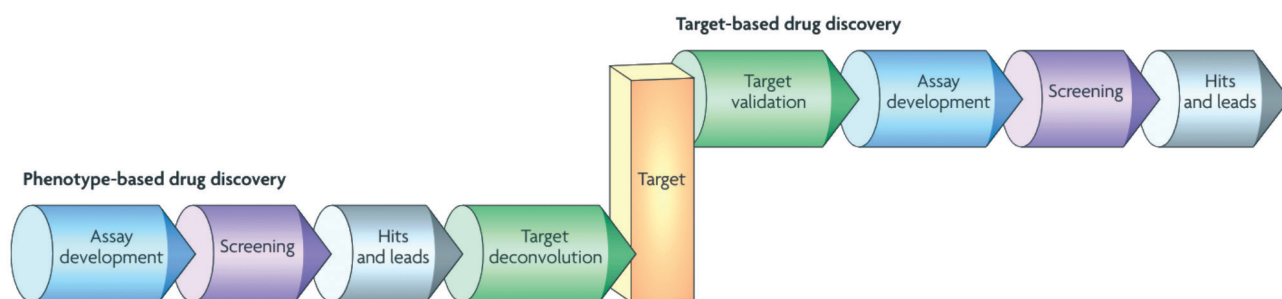 Target-based drug discovery
Target
validation
Assay
development
Screening
Hits
and leads
Phenotype-based drug discovery
Target
Assay
development
Screening
Hits
and leads
Target
deconvolution